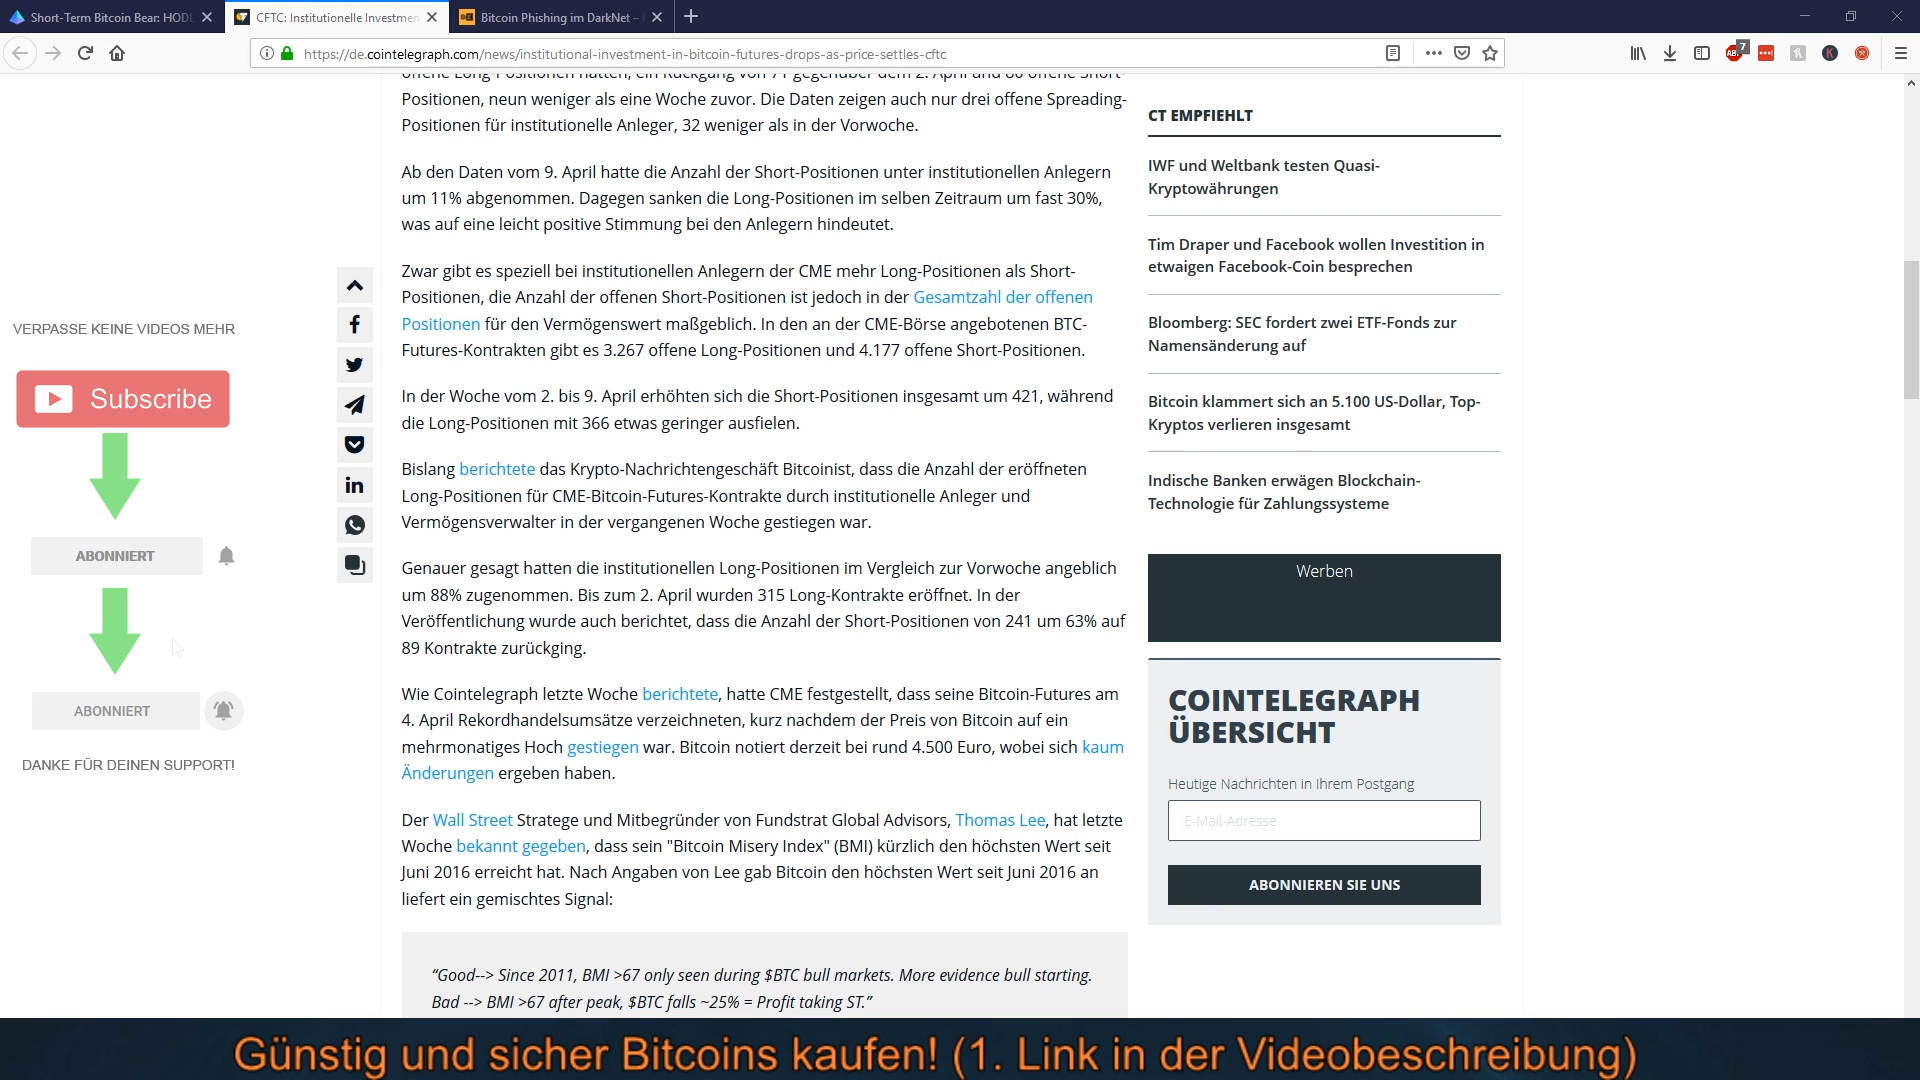 Short-Term Bitcoin Bear: HODL
CFTC: Institutionelle Investmen
Bitcoin Phishing im DarkNet –
https://de.cointelegraph.com/news/institutional-investment-in-bitcoin-futures-drops-as-price-settles-cftc
7
offene Long-Positionen hatten, ein Rückgang von 71 gegenüber dem 2. April und 80 offene Short-
Positionen, neun weniger als eine Woche zuvor. Die Daten zeigen auch nur drei offene Spreading-
Positionen für institutionelle Anleger, 32 weniger als in der Vorwoche.
Ab den Daten vom 9. April hatte die Anzahl der Short-Positionen unter institutionellen Anlegern
um 11% abgenommen. Dagegen sanken die Long-Positionen im selben Zeitraum um fast 30%,
was auf eine leicht positive Stimmung bei den Anlegern hindeutet.
Zwar gibt es speziell bei institutionellen Anlegern der CME mehr Long-Positionen als Short-
Positionen, die Anzahl der offenen Short-Positionen ist jedoch in der Gesamtzahl der offenen
Positionen für den Vermögenswert maßgeblich. In den an der CME-Börse angebotenen BTC-
Futures-Kontrakten gibt es 3.267 offene Long-Positionen und 4.177 offene Short-Positionen.
In der Woche vom 2. bis 9. April erhöhten sich die Short-Positionen insgesamt um 421, während
die Long-Positionen mit 366 etwas geringer ausfielen.
Bislang berichtete das Krypto-Nachrichtengeschäft Bitcoinist, dass die Anzahl der eröffneten
Long-Positionen für CME-Bitcoin-Futures-Kontrakte durch institutionelle Anleger und
Vermögensverwalter in der vergangenen Woche gestiegen war.
Genauer gesagt hatten die institutionellen Long-Positionen im Vergleich zur Vorwoche angeblich
um 88% zugenommen. Bis zum 2. April wurden 315 Long-Kontrakte eröffnet. In der
Veröffentlichung wurde auch berichtet, dass die Anzahl der Short-Positionen von 241 um 63% auf
89 Kontrakte zurückging.
Wie Cointelegraph letzte Woche berichtete, hatte CME festgestellt, dass seine Bitcoin-Futures am
4. April Rekordhandelsumsätze verzeichneten, kurz nachdem der Preis von Bitcoin auf ein
mehrmonatiges Hoch gestiegen war. Bitcoin notiert derzeit bei rund 4.500 Euro, wobei sich kaum
Änderungen ergeben haben.
Der Wall Street Stratege und Mitbegründer von Fundstrat Global Advisors, Thomas Lee, hat letzte
Woche bekannt gegeben, dass sein "Bitcoin Misery Index" (BMI) kürzlich den höchsten Wert seit
Juni 2016 erreicht hat. Nach Angaben von Lee gab Bitcoin den höchsten Wert seit Juni 2016 an
liefert ein gemischtes Signal:
“Good--> Since 2011, BMI >67 only seen during $BTC bull markets. More evidence bull starting.
Bad --> BMI >67 after peak, $BTC falls ~25% = Profit taking ST.”
VERPASSE KEINE VIDEOS MEHR
Subscribe
ABONNIERT
ABONNIERT
DANKE FÜR DEINEN SUPPORT!
CT EMPFIEHLT
IWF und Weltbank testen Quasi-
Kryptowährungen
Tim Draper und Facebook wollen Investition in
etwaigen Facebook-Coin besprechen
Bloomberg: SEC fordert zwei ETF-Fonds zur
Namensänderung auf
Bitcoin klammert sich an 5.100 US-Dollar, Top-
Kryptos verlieren insgesamt
Indische Banken erwägen Blockchain-
Technologie für Zahlungssysteme
Werben
COINTELEGRAPH
ÜBERSICHT
Heutige Nachrichten in Ihrem Postgang
E-Mail-Adresse
ABONNIEREN SIE UNS
Günstig und sicher Bitcoins kaufen! (1. Link in der Videobeschreibung)